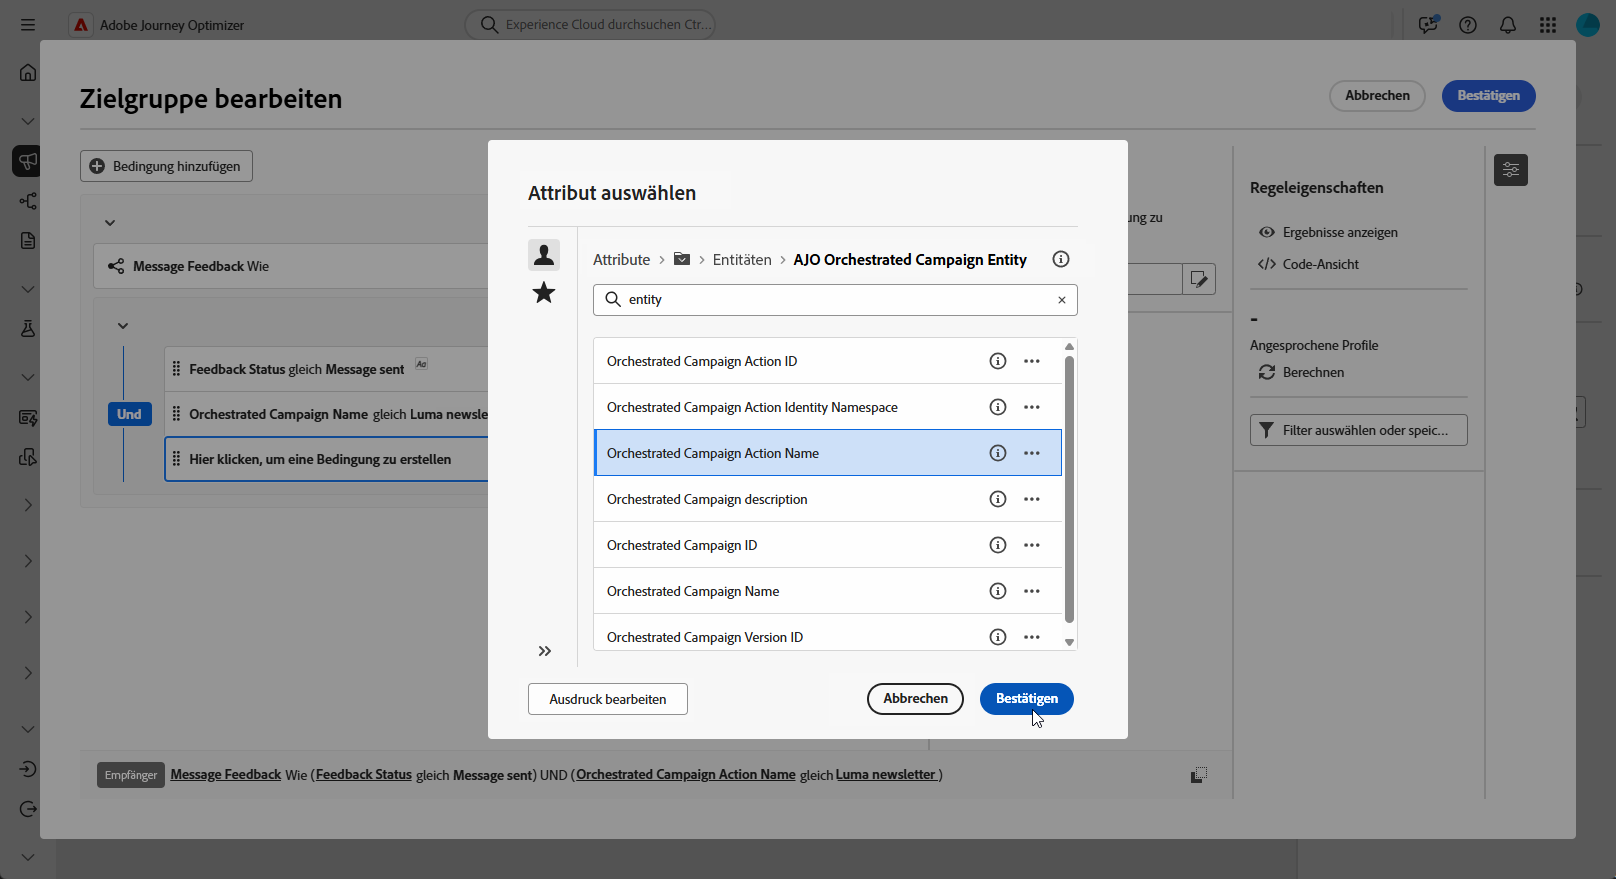 Adobe Journey Optimizer
Experience Cloud durchsuchen Ctr...
Zielgruppe bearbeiten
Abbrechen
Bestätigen
Bedingung hinzufügen
Message Feedback Wie
Feedback Status gleich Message sent
Aa
Und
Orchestrated Campaign Name gleich Luma newsle
Hier klicken, um eine Bedingung zu erstellen
Attribut auswählen
Attribute > > Entitäten > AJO Orchestrated Campaign Entity
entity
Orchestrated Campaign Action ID
Orchestrated Campaign Action Identity Namespace
Orchestrated Campaign Action Name
Orchestrated Campaign description
Orchestrated Campaign ID
Orchestrated Campaign Name
Orchestrated Campaign Version ID
Ausdruck bearbeiten
Abbrechen
Bestätigen
ung zu
Regeleigenschaften
Ergebnisse anzeigen
</> Code-Ansicht
-
Angesprochene Profile
Berechnen
Filter auswählen oder speic...
Empfänger Message Feedback Wie (Feedback Status gleich Message sent) UND (Orchestrated Campaign Action Name gleich Luma newsletter )